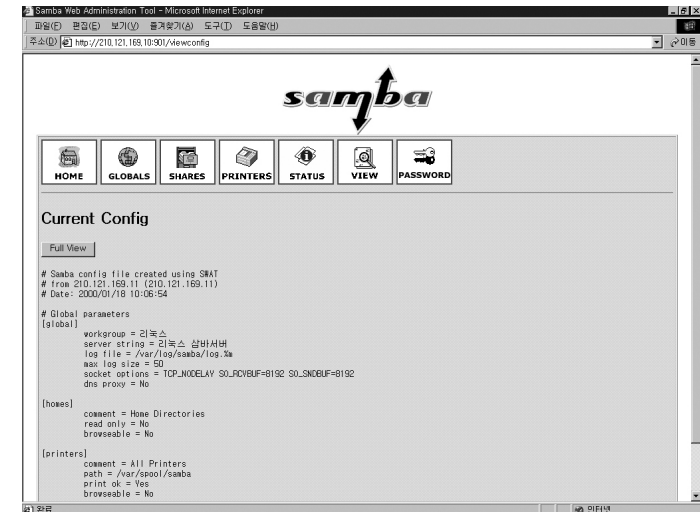 Samba Web Administration Tool - Microsoft Internet Explorer
파일(F) 편집(E) 보기(V) 즐겨찾기(A) 도구(T) 도움말(H)
주소(D) http://210.121.169.10:901/viewconfig 이동
samba
HOME GLOBALS SHARES PRINTERS STATUS VIEW PASSWORD
Current Config
Full View
# Samba config file created using SWAT
# from 210.121.169.11 (210.121.169.11)
# Date: 2000/01/18 10:06:54
# Global parameters
[global]
workgroup = 리눅스
server string = 리눅스 삼바서버
log file = /var/log/samba/log.%m
max log size = 50
socket options = TCP_NODELAY SO_RCVBUF=8192 SO_SNDBUF=8192
dns proxy = No
[homes]
comment = Home Directories
read only = No
browseable = No
[printers]
comment = All Printers
path = /var/spool/samba
print ok = Yes
browseable = No
완료 인터넷